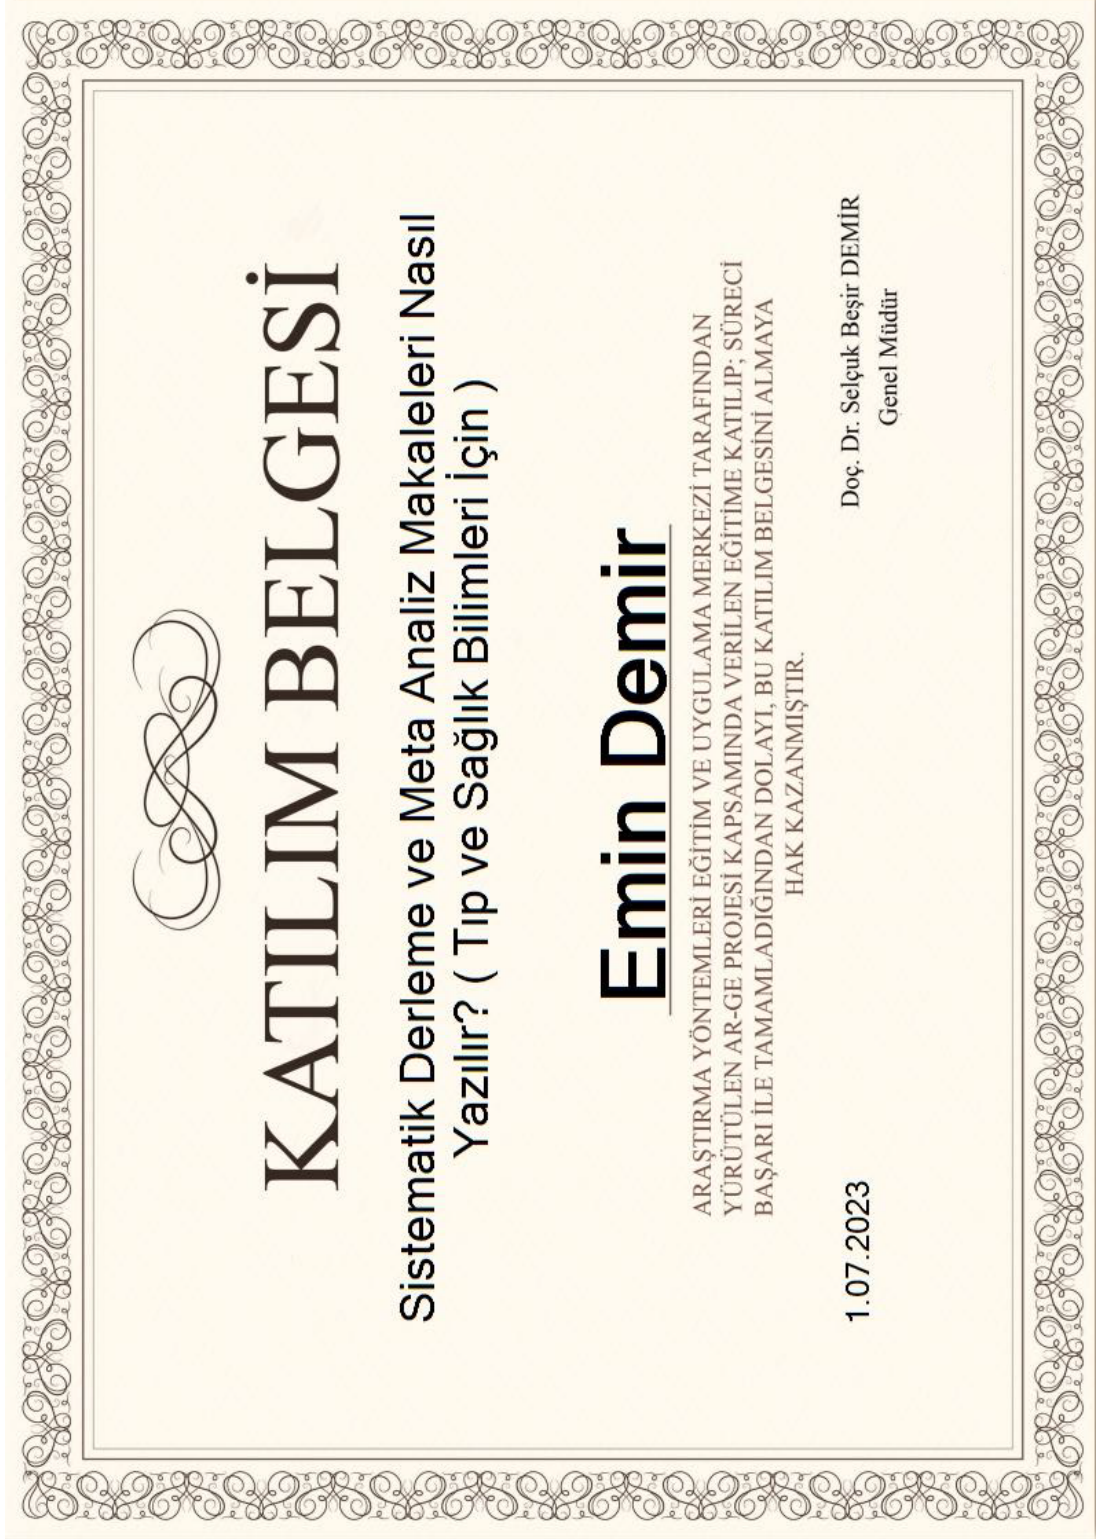 KATILIM BELGESİ
Sistematik Derleme ve Meta Analiz Makaleleri Nasıl
Yazılır? ( Tıp ve Sağlık Bilimleri İçin )
Emin Demir
ARAŞTIRMA YÖNTEMLERİ EĞİTİM VE UYGULAMA MERKEZİ TARAFINDAN
YÜRÜTÜLEN AR-GE PROJESİ KAPSAMINDA VERİLEN EĞİTİME KATILIP; SÜRECİ
BAŞARI İLE TAMAMLADIĞINDAN DOLAYI, BU KATILIM BELGESİNİ ALMAYA
HAK KAZANMIŞTIR.
1.07.2023
Doç. Dr. Selçuk Beşir DEMİR
Genel Müdür